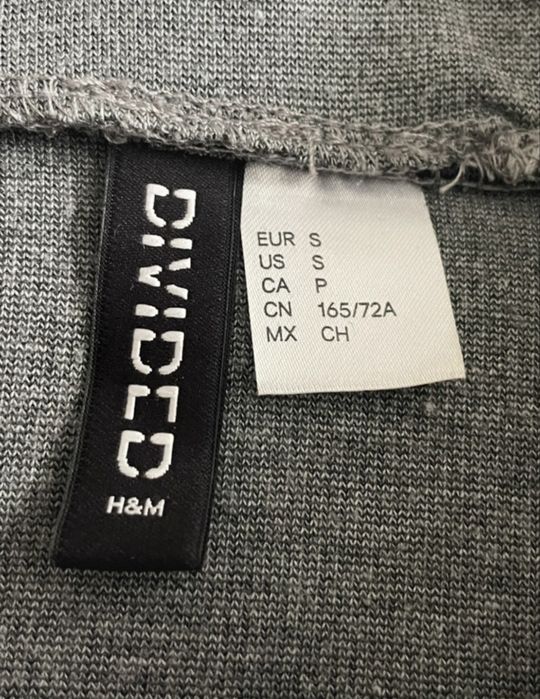 DIVIDED
H&M
EUR S
US S
CA P
CN 165/72A
MX CH